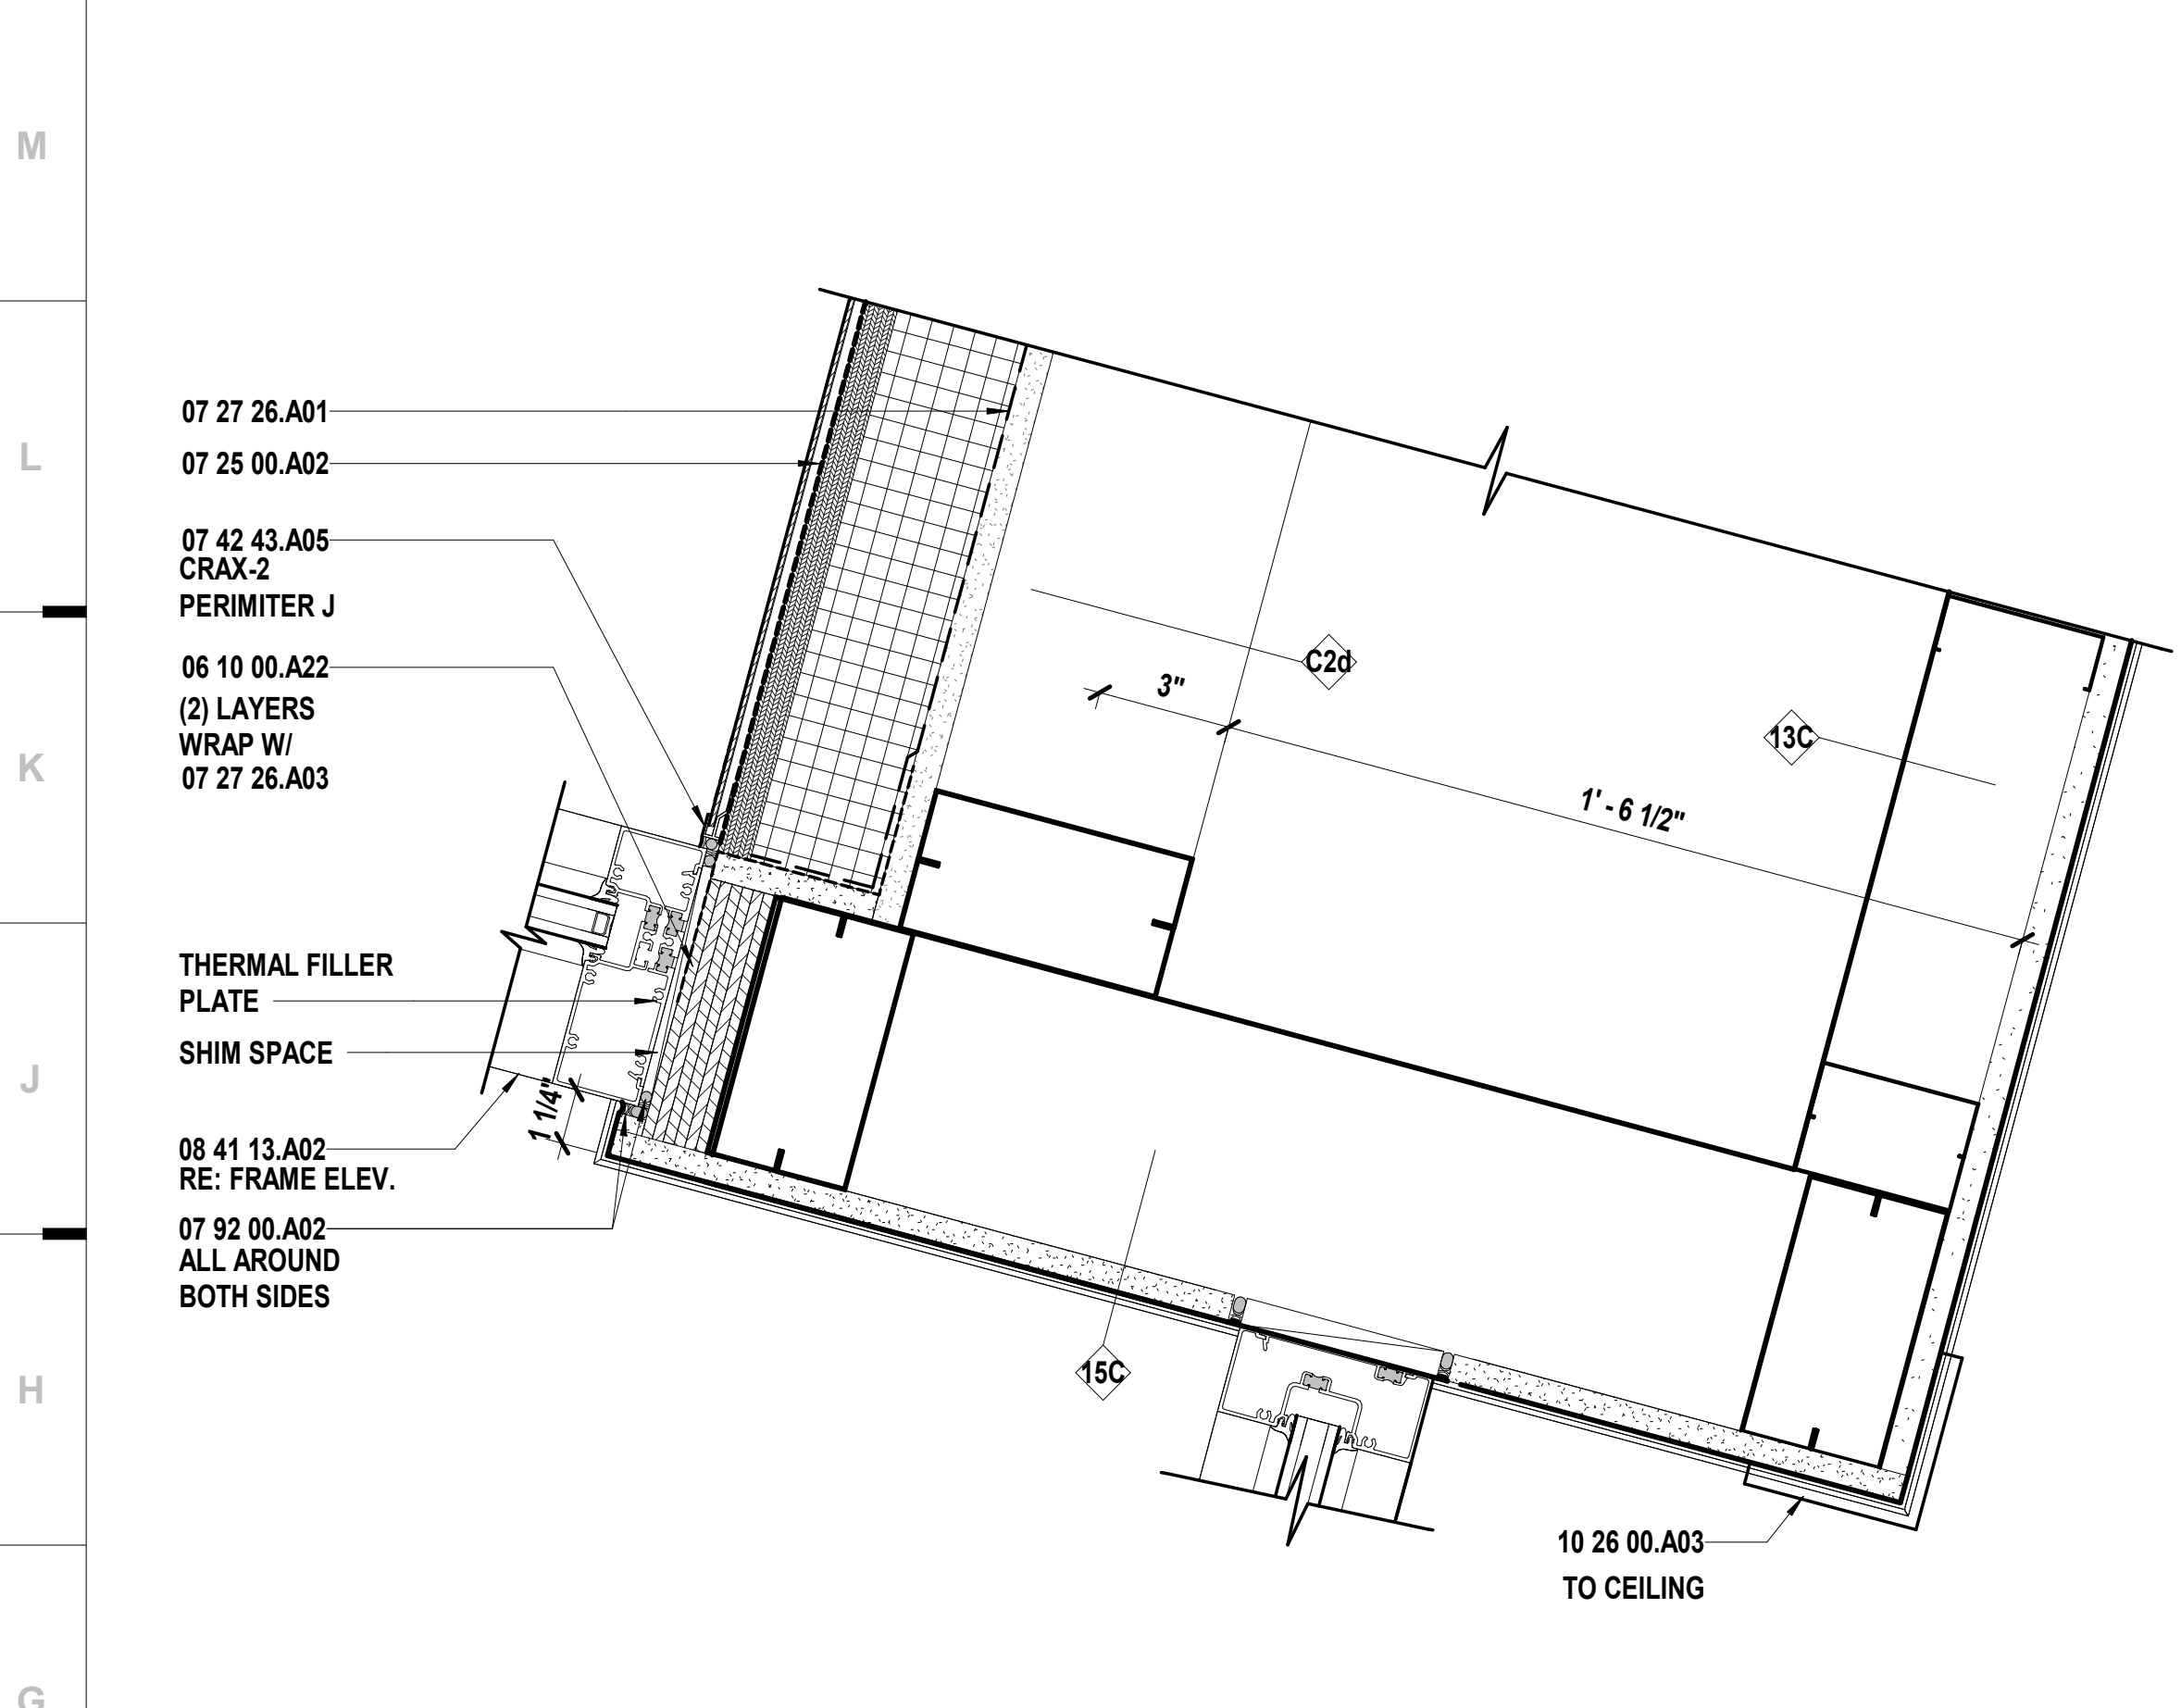 M
L
K
J
H
G
07 27 26.A01
07 25 00.A02
07 42 43.A05
CRAX-2
PERIMITER J
06 10 00.A22
(2) LAYERS
WRAP W/
07 27 26.A03
THERMAL FILLER
PLATE
SHIM SPACE
08 41 13.A02
RE: FRAME ELEV.
07 92 00.A02
ALL AROUND
BOTH SIDES
1 1/4"
C2d
3"
13C
1' - 6 1/2"
15C
10 26 00.A03
TO CEILING